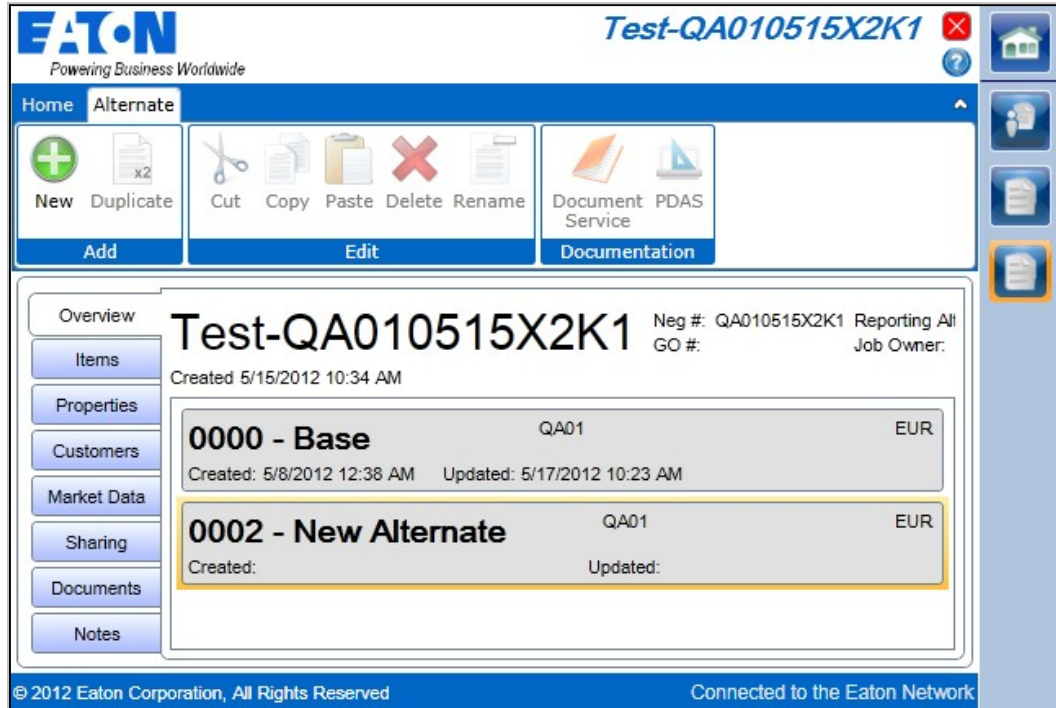 EATON
Powering Business Worldwide
Test-QA010515X2K1
?
Home Alternate
x2
New Duplicate Cut Copy Paste Delete Rename Document Service PDAS
Add Edit Documentation
Overview
Items
Properties
Customers
Market Data
Sharing
Documents
Notes
Test-QA010515X2K1
Neg #: QA010515X2K1 Reporting Alt
GO #: Job Owner:
Created 5/15/2012 10:34 AM
0000 - Base QA01 EUR
Created: 5/8/2012 12:38 AM Updated: 5/17/2012 10:23 AM
0002 - New Alternate QA01 EUR
Created: Updated:
© 2012 Eaton Corporation, All Rights Reserved Connected to the Eaton Network